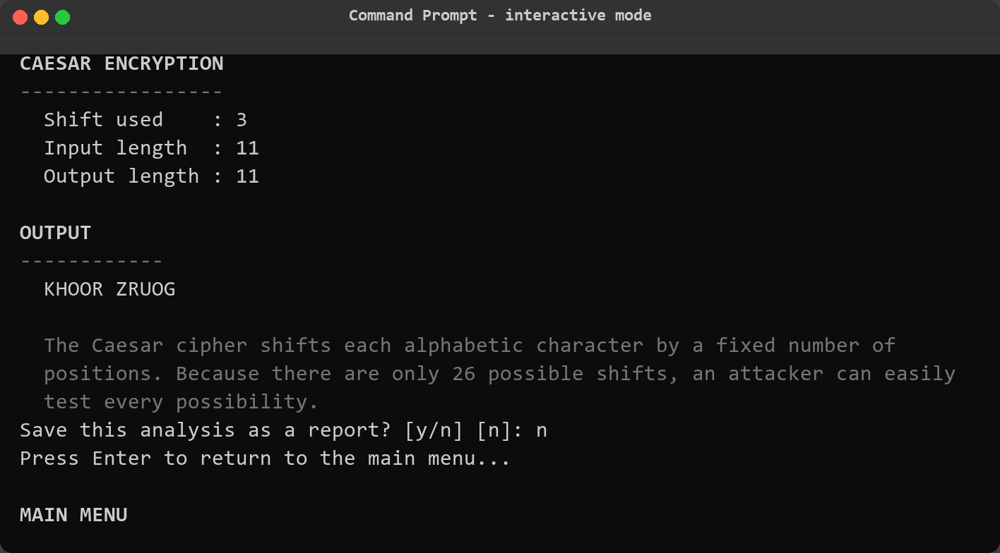 Command Prompt - interactive mode
CAESAR ENCRYPTION
-----------------
Shift used    : 3
Input length  : 11
Output length : 11
OUTPUT
------------
KHOOR ZRUOG
The Caesar cipher shifts each alphabetic character by a fixed number of
positions. Because there are only 26 possible shifts, an attacker can easily
test every possibility.
Save this analysis as a report? [y/n] [n]: n
Press Enter to return to the main menu...
MAIN MENU